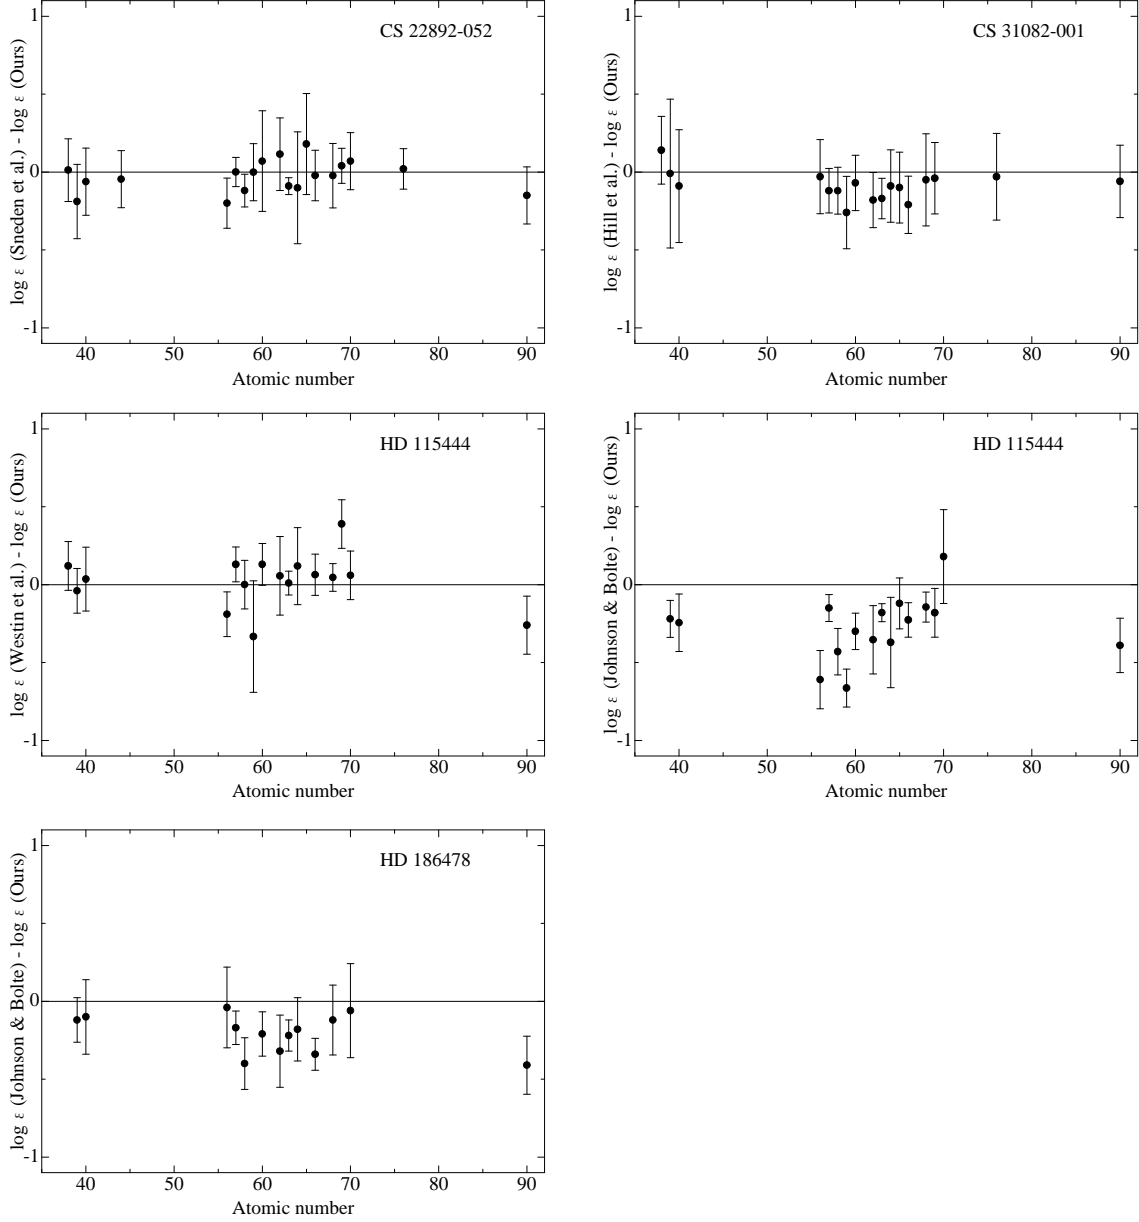 CS 22892-052
log ε (Sneden et al.) - log ε (Ours)
1
0
-1
40 50 60 70 80 90
Atomic number
CS 31082-001
log ε (Hill et al.) - log ε (Ours)
1
0
-1
40 50 60 70 80 90
Atomic number
HD 115444
log ε (Westin et al.) - log ε (Ours)
1
0
-1
40 50 60 70 80 90
Atomic number
HD 115444
log ε (Johnson & Bolte) - log ε (Ours)
1
0
-1
40 50 60 70 80 90
Atomic number
HD 186478
log ε (Johnson & Bolte) - log ε (Ours)
1
0
-1
40 50 60 70 80 90
Atomic number